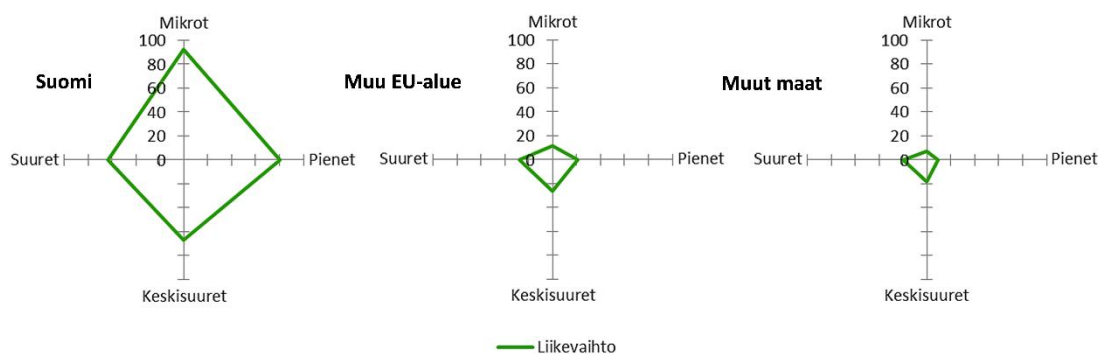 Mikrot
100
80
60
40
20
0
Suomi
Suuret
Pienet
Keskisuuret
Mikrot
100
80
60
40
20
0
Muu EU-alue
Suuret
Pienet
Keskisuuret
Mikrot
100
80
60
40
20
0
Muut maat
Suuret
Pienet
Keskisuuret
Liikevaihto